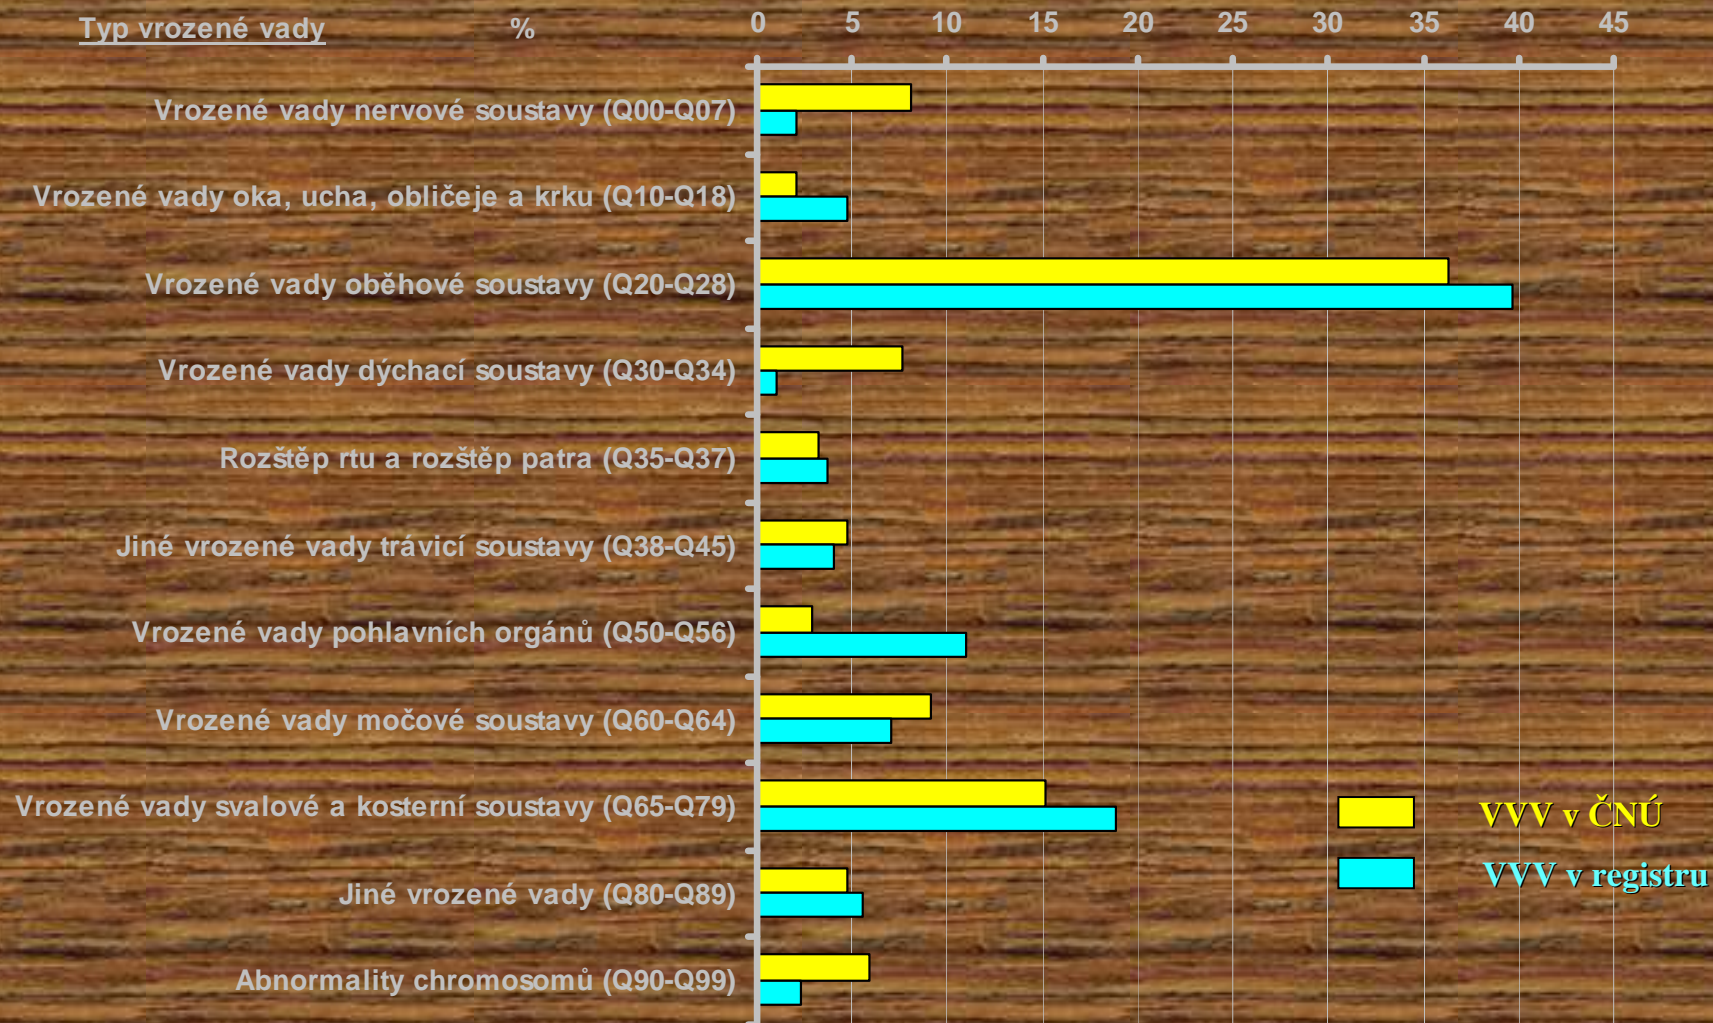 Typ vrozené vady % 0 5 10 15 20 25 30 35 40 45
Vrozené vady nervové soustavy (Q00-Q07)
Vrozené vady oka, ucha, obličeje a krku (Q10-Q18)
Vrozené vady oběhové soustavy (Q20-Q28)
Vrozené vady dýchací soustavy (Q30-Q34)
Rozštěp rtu a rozštěp patra (Q35-Q37)
Jiné vrozené vady trávicí soustavy (Q38-Q45)
Vrozené vady pohlavních orgánů (Q50-Q56)
Vrozené vady močové soustavy (Q60-Q64)
Vrozené vady svalové a kosterní soustavy (Q65-Q79)
VVV v ČNÚ
VVV v registru
Jiné vrozené vady (Q80-Q89)
Abnormality chromosomů (Q90-Q99)